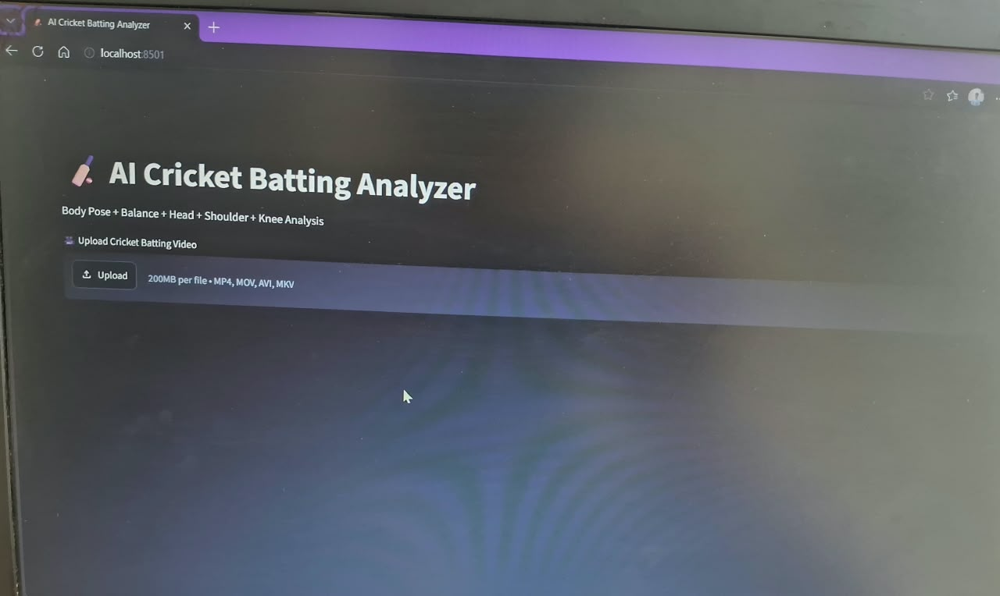 AI Cricket Batting Analyzer
localhost:8501
AI Cricket Batting Analyzer
Body Pose + Balance + Head + Shoulder + Knee Analysis
Upload Cricket Batting Video
Upload
200MB per file • MP4, MOV, AVI, MKV